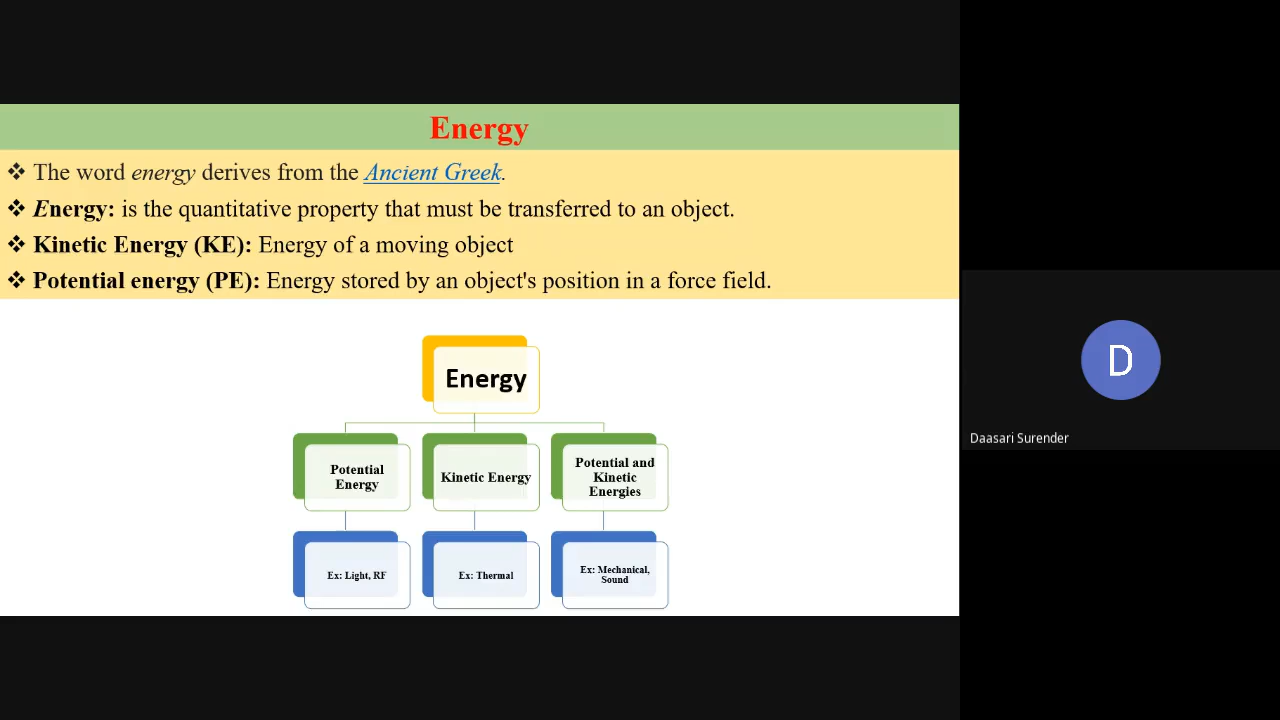 Energy
❖ The word energy derives from the Ancient Greek.
❖ Energy: is the quantitative property that must be transferred to an object.
❖ Kinetic Energy (KE): Energy of a moving object
❖ Potential energy (PE): Energy stored by an object's position in a force field.
Energy
Potential
Energy
Kinetic Energy
Potential and
Kinetic
Energies
Ex: Light, RF
Ex: Thermal
Ex: Mechanical,
Sound
D
Daasari Surender